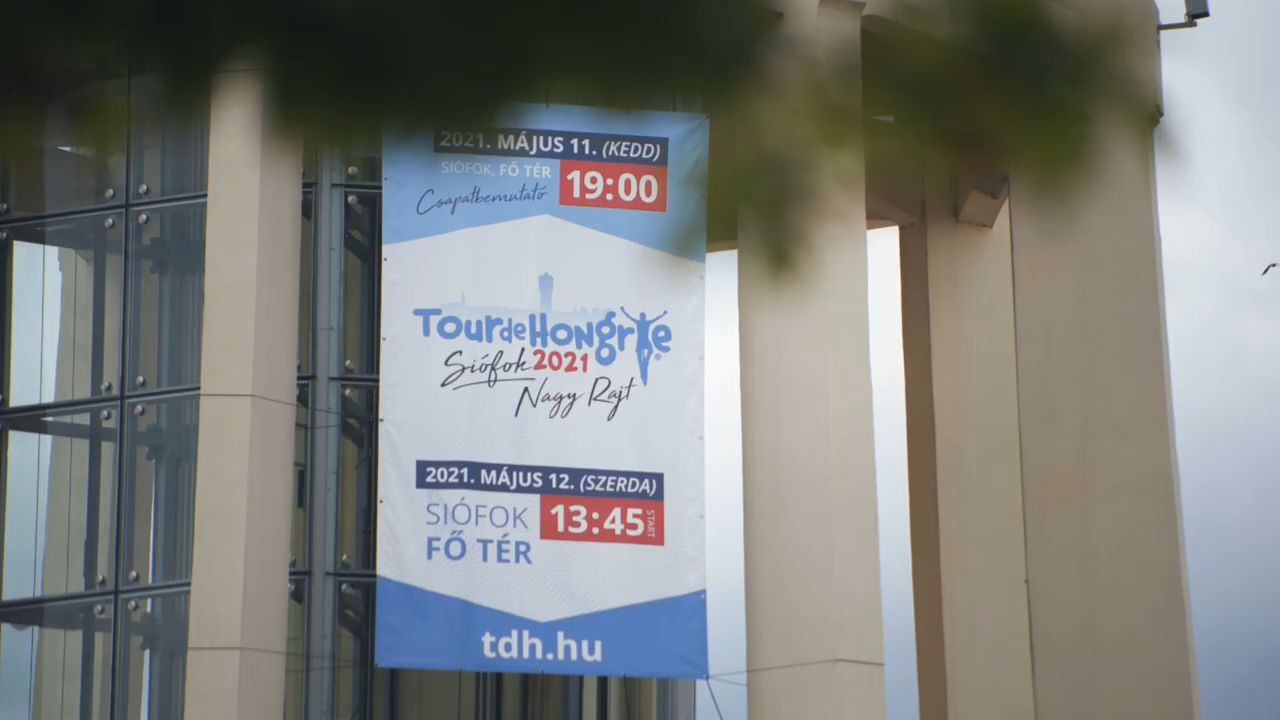 2021. MÁJUS 11. (KEDD)
SIÓFOK, FŐ TÉR
19:00
Csapatbemutató
TourdeHongrie®
Siófok 2021
Nagy Rajt
2021. MÁJUS 12. (SZERDA)
SIÓFOK
FŐ TÉR
13:45 START
tdh.hu